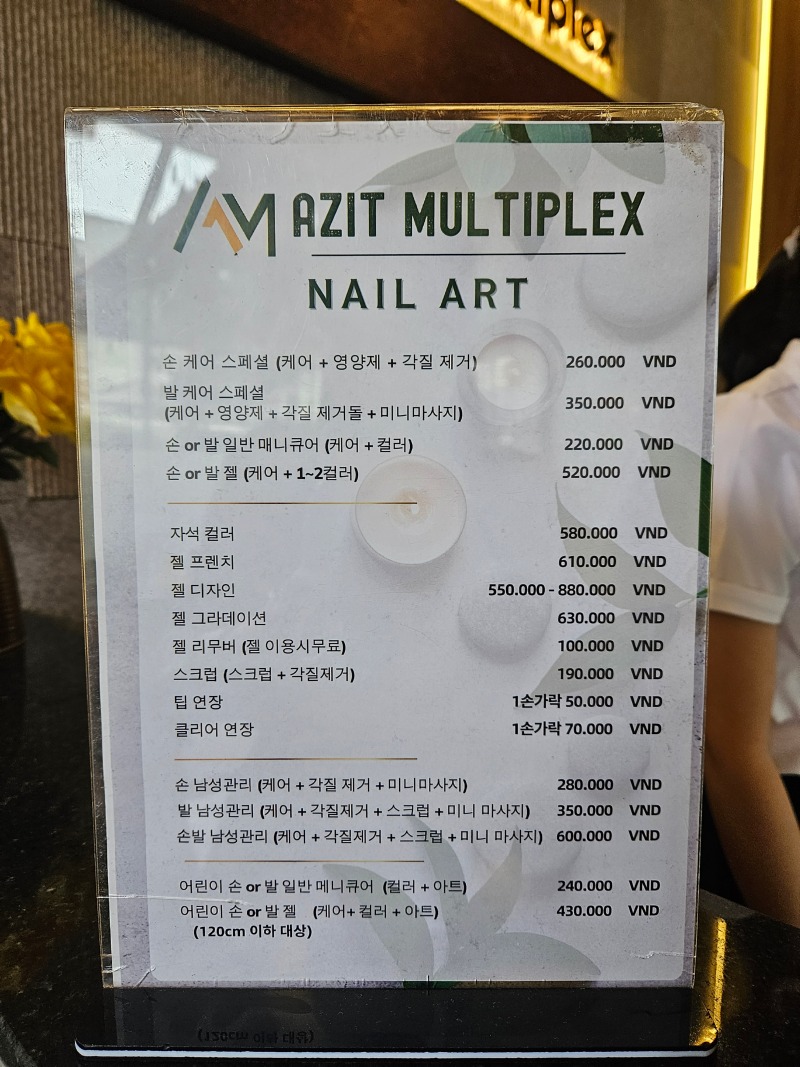 tiplex
AZIT MULTIPLEX
NAIL ART
손 케어 스페셜 (케어 + 영양제 + 각질 제거) 260.000 VND
발 케어 스페셜
(케어 + 영양제 + 각질 제거돌 + 미니마사지) 350.000 VND
손 or 발 일반 매니큐어 (케어 + 컬러) 220.000 VND
손 or 발 젤 (케어 + 1~2컬러) 520.000 VND
자석 컬러 580.000 VND
젤 프렌치 610.000 VND
젤 디자인 550.000 - 880.000 VND
젤 그라데이션 630.000 VND
젤 리무버 (젤 이용시무료) 100.000 VND
스크럽 (스크럽 + 각질제거) 190.000 VND
팁 연장 1손가락 50.000 VND
클리어 연장 1손가락 70.000 VND
손 남성관리 (케어 + 각질 제거 + 미니마사지) 280.000 VND
발 남성관리 (케어 + 각질제거 + 스크럽 + 미니 마사지) 350.000 VND
손발 남성관리 (케어 + 각질제거 + 스크럽 + 미니 마사지) 600.000 VND
어린이 손 or 발 일반 메니큐어 (컬러 + 아트) 240.000 VND
어린이 손 or 발 젤 (케어+ 컬러 + 아트) 430.000 VND
(120cm 이하 대상)